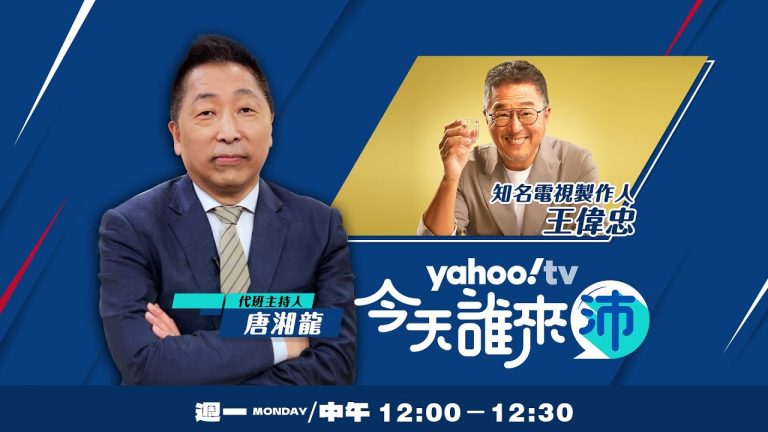 知名電視製作人
王偉忠
yahoo!tv
今天誰來沛
代班主持人
唐湘龍
週一 MONDAY/中午 12:00－12:30